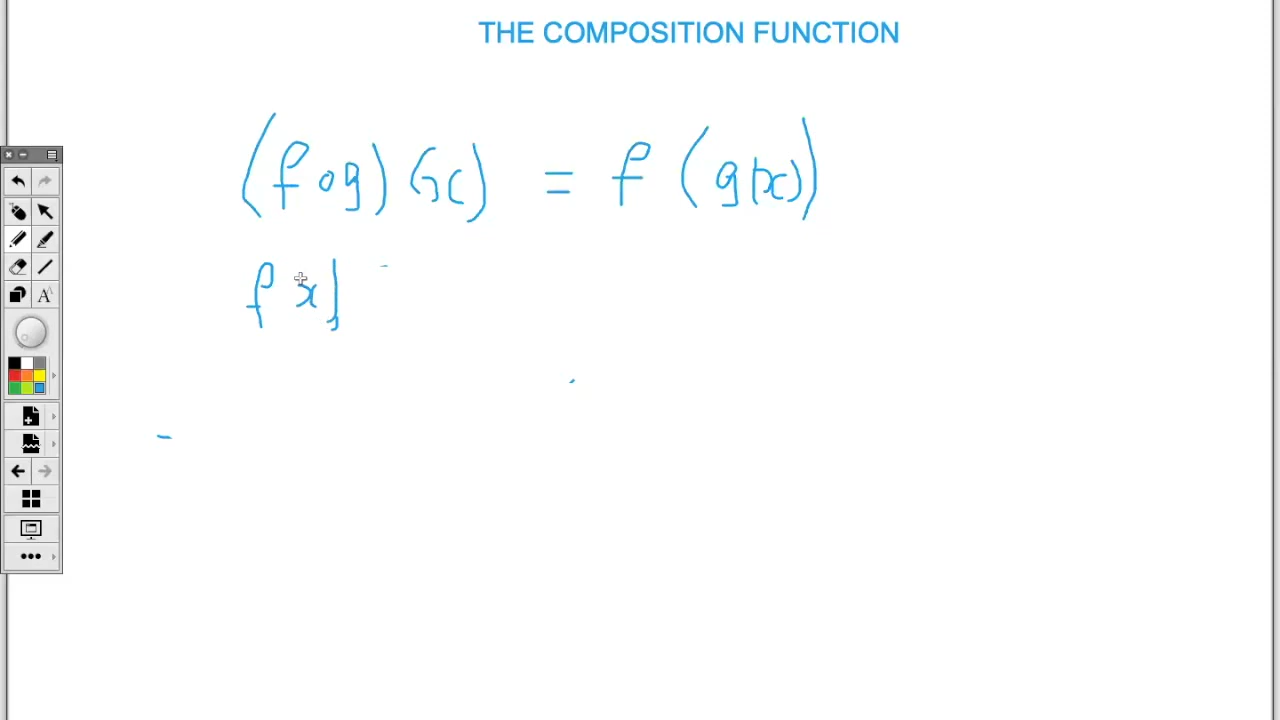 THE COMPOSITION FUNCTION
(f o g)(x) = f(g(x))
f x)